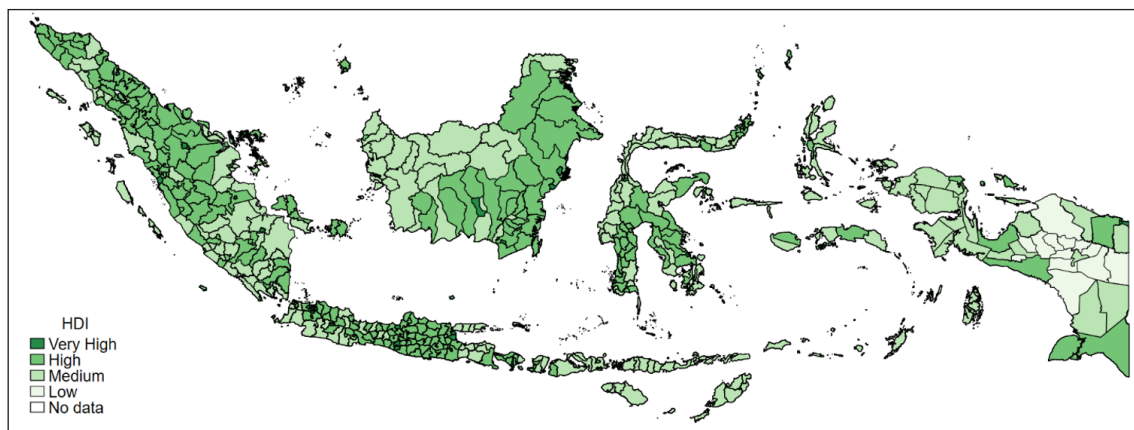 HDI
Very High
High
Medium
Low
No data